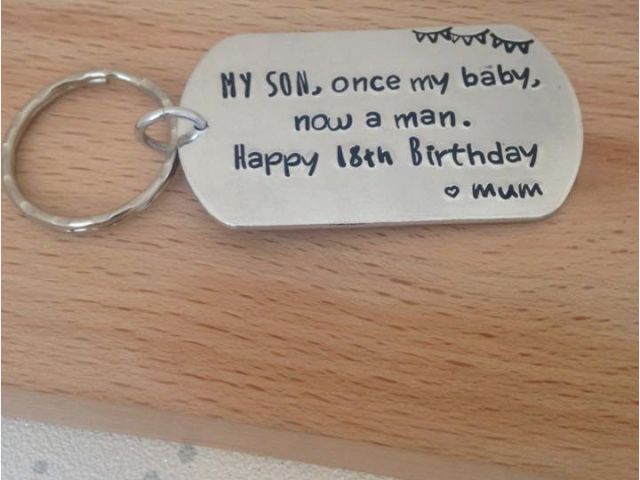 MY SON, once my baby,
now a man.
Happy 18th Birthday
♡ mum